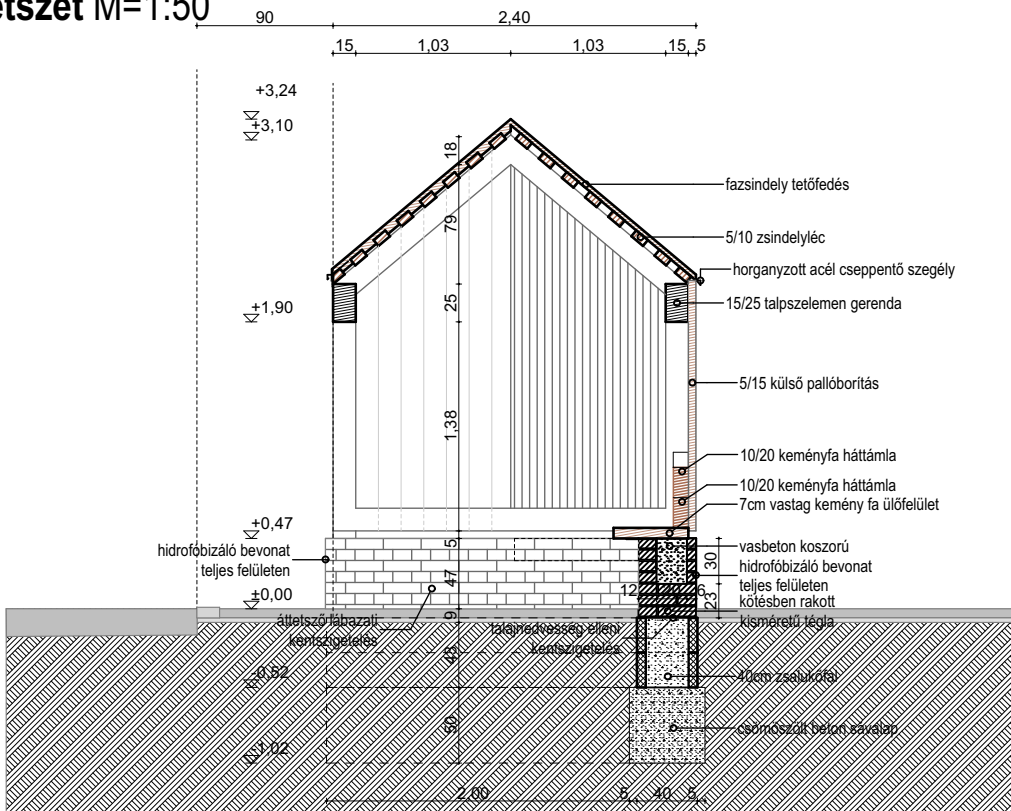 etszet M=1:50
90
2,40
15
1,03
1,03
15
5
+3,24
+3,10
18
fazsindely tetőfedés
79
5/10 zsindelyléc
horganyzott acél cseppentő szegély
25
15/25 talpszelemen gerenda
+1,90
5/15 külső pallóborítás
1,38
10/20 keményfa háttámla
10/20 keményfa háttámla
7cm vastag kemény fa ülőfelület
+0,47
hidrofóbizáló bevonat
teljes felületen
5
vasbeton koszorú
30
hidrofóbizáló bevonat
teljes felületen
47
12
6
kötésben rakott
kisméretű tégla
23
+0,00
9
áttetsző lábazati
kentszigetelés
talajnedvesség elleni
kentszigetelés
43
40cm zsalukőfal
-0,52
50
csömöszölt beton sávalap
-1,02
2,00
5
40
5